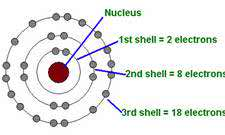 Nucleus
1st shell = 2 electrons
2nd shell = 8 electrons
3rd shell = 18 electrons